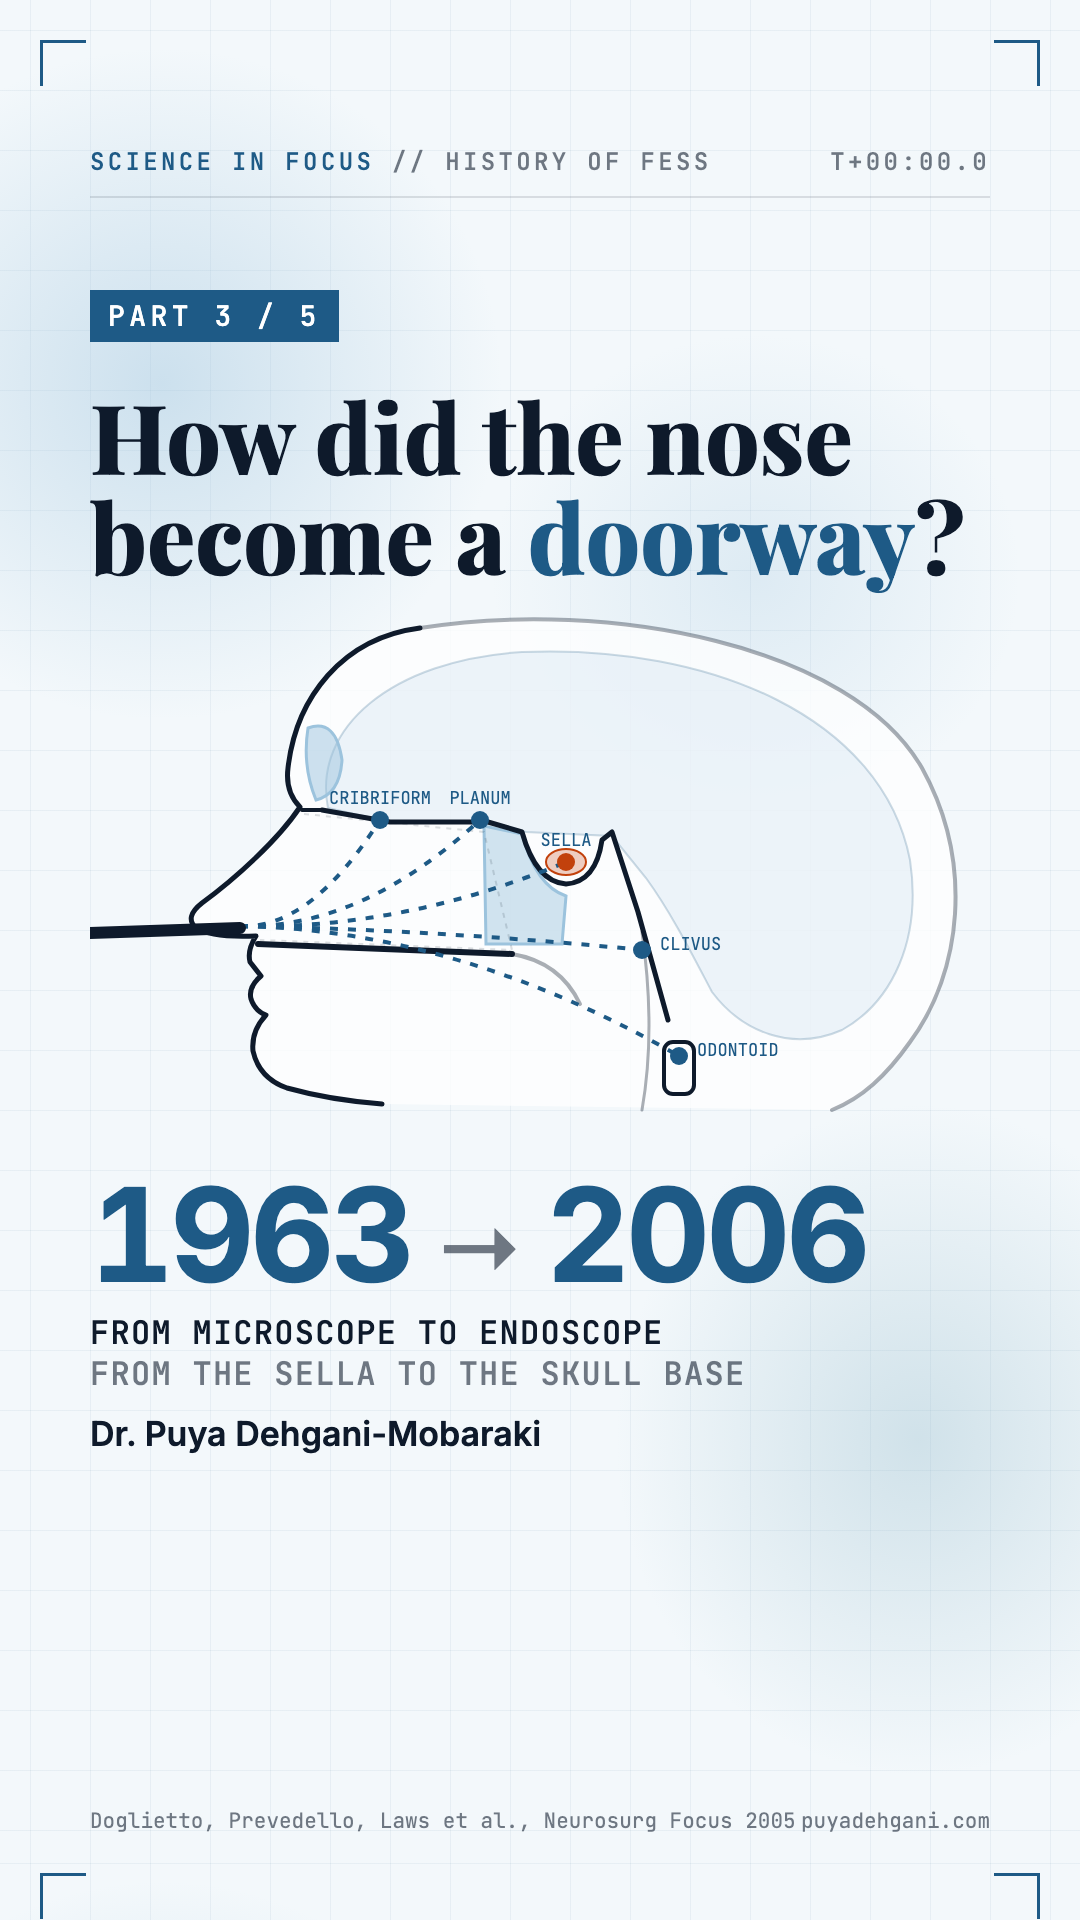 SCIENCE IN FOCUS // HISTORY OF FESS T+00:00.0
PART 3 / 5
How did the nose
become a doorway?
CRIBRIFORM PLANUM
SELLA
CLIVUS
ODONTOID
1963 → 2006
FROM MICROSCOPE TO ENDOSCOPE
FROM THE SELLA TO THE SKULL BASE
Dr. Puya Dehgani-Mobaraki
Doglietto, Prevedello, Laws et al., Neurosurg Focus 2005 puyadehgani.com